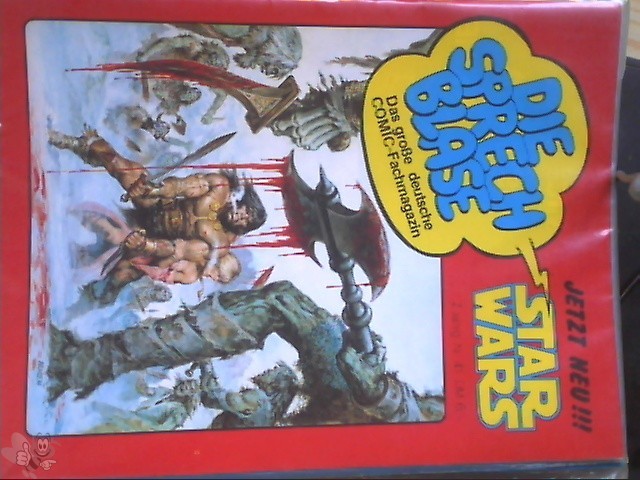 DIE
SPRECH
BLASE
Das große deutsche
COMIC-Fachmagazin
JETZT NEU!!!
STAR
WARS